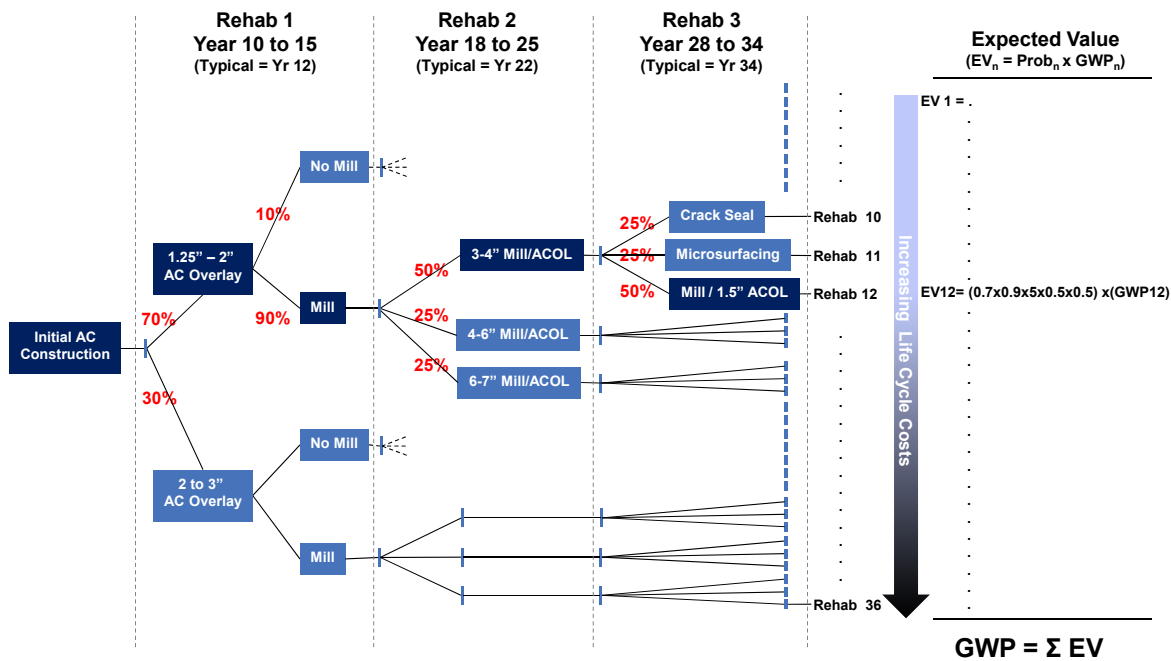 Rehab 1
Year 10 to 15
(Typical = Yr 12)
Rehab 2
Year 18 to 25
(Typical = Yr 22)
Rehab 3
Year 28 to 34
(Typical = Yr 34)
Expected Value
(EVn = Probn x GWPn)
EV 1 =
No Mill
10%
Crack Seal
25%
Rehab 10
1.25” – 2”
AC Overlay
3-4” Mill/ACOL
50%
25%
Microsurfacing
Rehab 11
Mill
90%
50%
Mill / 1.5” ACOL
Rehab 12
EV12= (0.7x0.9x5x0.5x0.5) x(GWP12)
Initial AC
Construction
70%
25%
4-6” Mill/ACOL
25%
6-7” Mill/ACOL
30%
No Mill
2 to 3”
AC Overlay
Mill
Rehab 36
Increasing Life Cycle Costs
GWP = Σ EV